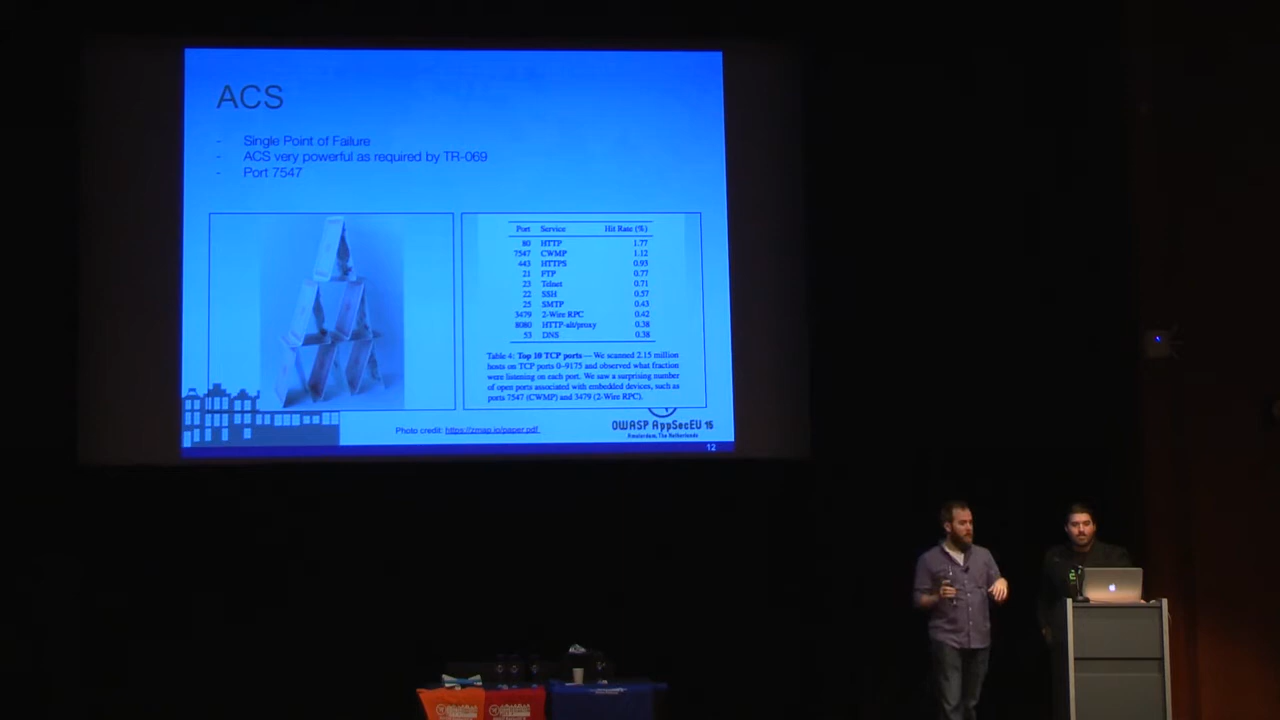 ACS
- Single Point of Failure
- ACS very powerful as required by TR-069
- Port 7547
Port Service Hit Rate (%)
80 HTTP 1.77
7547 CWMP 1.12
443 HTTPS 0.93
21 FTP 0.77
23 Telnet 0.71
22 SSH 0.57
25 SMTP 0.43
3479 2-Wire RPC 0.42
8080 HTTP-alt/proxy 0.38
53 DNS 0.38
Table 4: Top 10 TCP ports — We scanned 2.15 million
hosts on TCP ports 0–9175 and observed what fraction
were listening on each port. We saw a surprising number
of open ports associated with embedded devices, such as
ports 7547 (CWMP) and 3479 (2-Wire RPC).
Photo credit: https://zmap.io/paper.pdf
OWASP AppSecEU 15
Amsterdam, The Netherlands
12